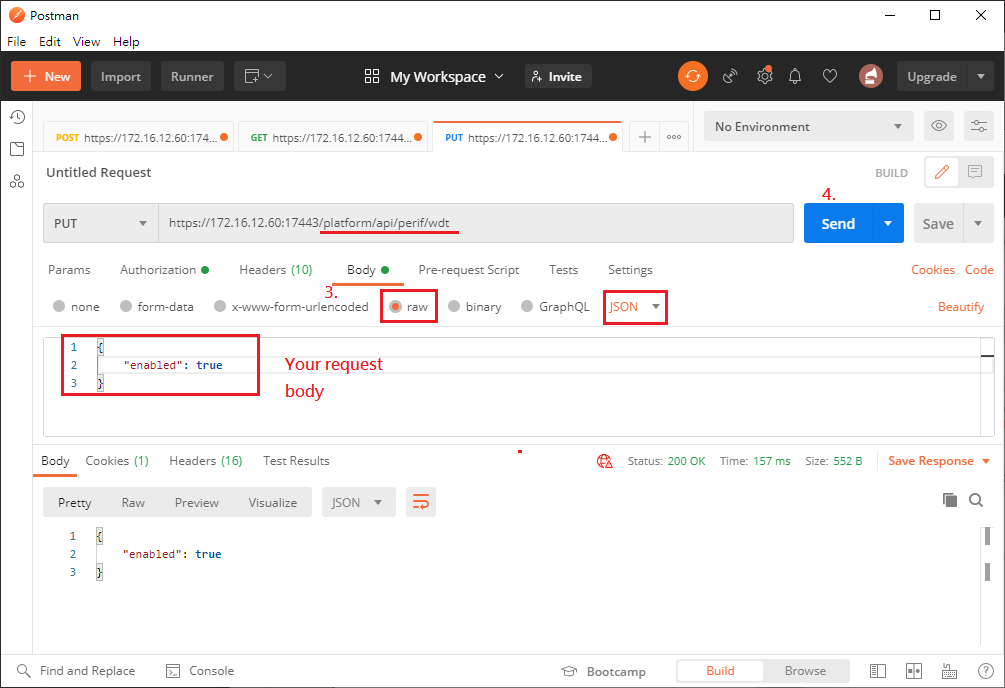 Postman
File Edit View Help
+ New Import Runner My Workspace Invite Upgrade
POST https://172.16.12.60:174... GET https://172.16.12.60:1744... PUT https://172.16.12.60:1744... No Environment
Untitled Request BUILD
4.
PUT https://172.16.12.60:17443/platform/api/perif/wdt Send Save
Params Authorization Headers (10) Body Pre-request Script Tests Settings Cookies Code
3.
none form-data x-www-form-urlencoded raw binary GraphQL JSON Beautify
1 {
2 "enabled": true
3 }
Your request
body
Body Cookies (1) Headers (16) Test Results Status: 200 OK Time: 157 ms Size: 552 B Save Response
Pretty Raw Preview Visualize JSON
1 {
2 "enabled": true
3 }
Find and Replace Console Bootcamp Build Browse